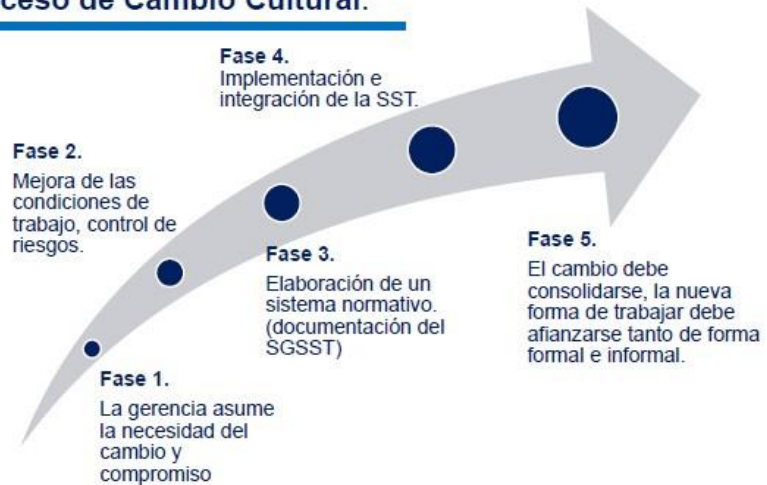 ceso de Cambio Cultural.
Fase 4.
Implementación e
integración de la SST.
Fase 2.
Mejora de las
condiciones de
trabajo, control de
riesgos.
Fase 3.
Elaboración de un
sistema normativo.
(documentación del
SGSST)
Fase 5.
El cambio debe
consolidarse, la nueva
forma de trabajar debe
afianzarse tanto de forma
formal e informal.
Fase 1.
La gerencia asume
la necesidad del
cambio y
compromiso